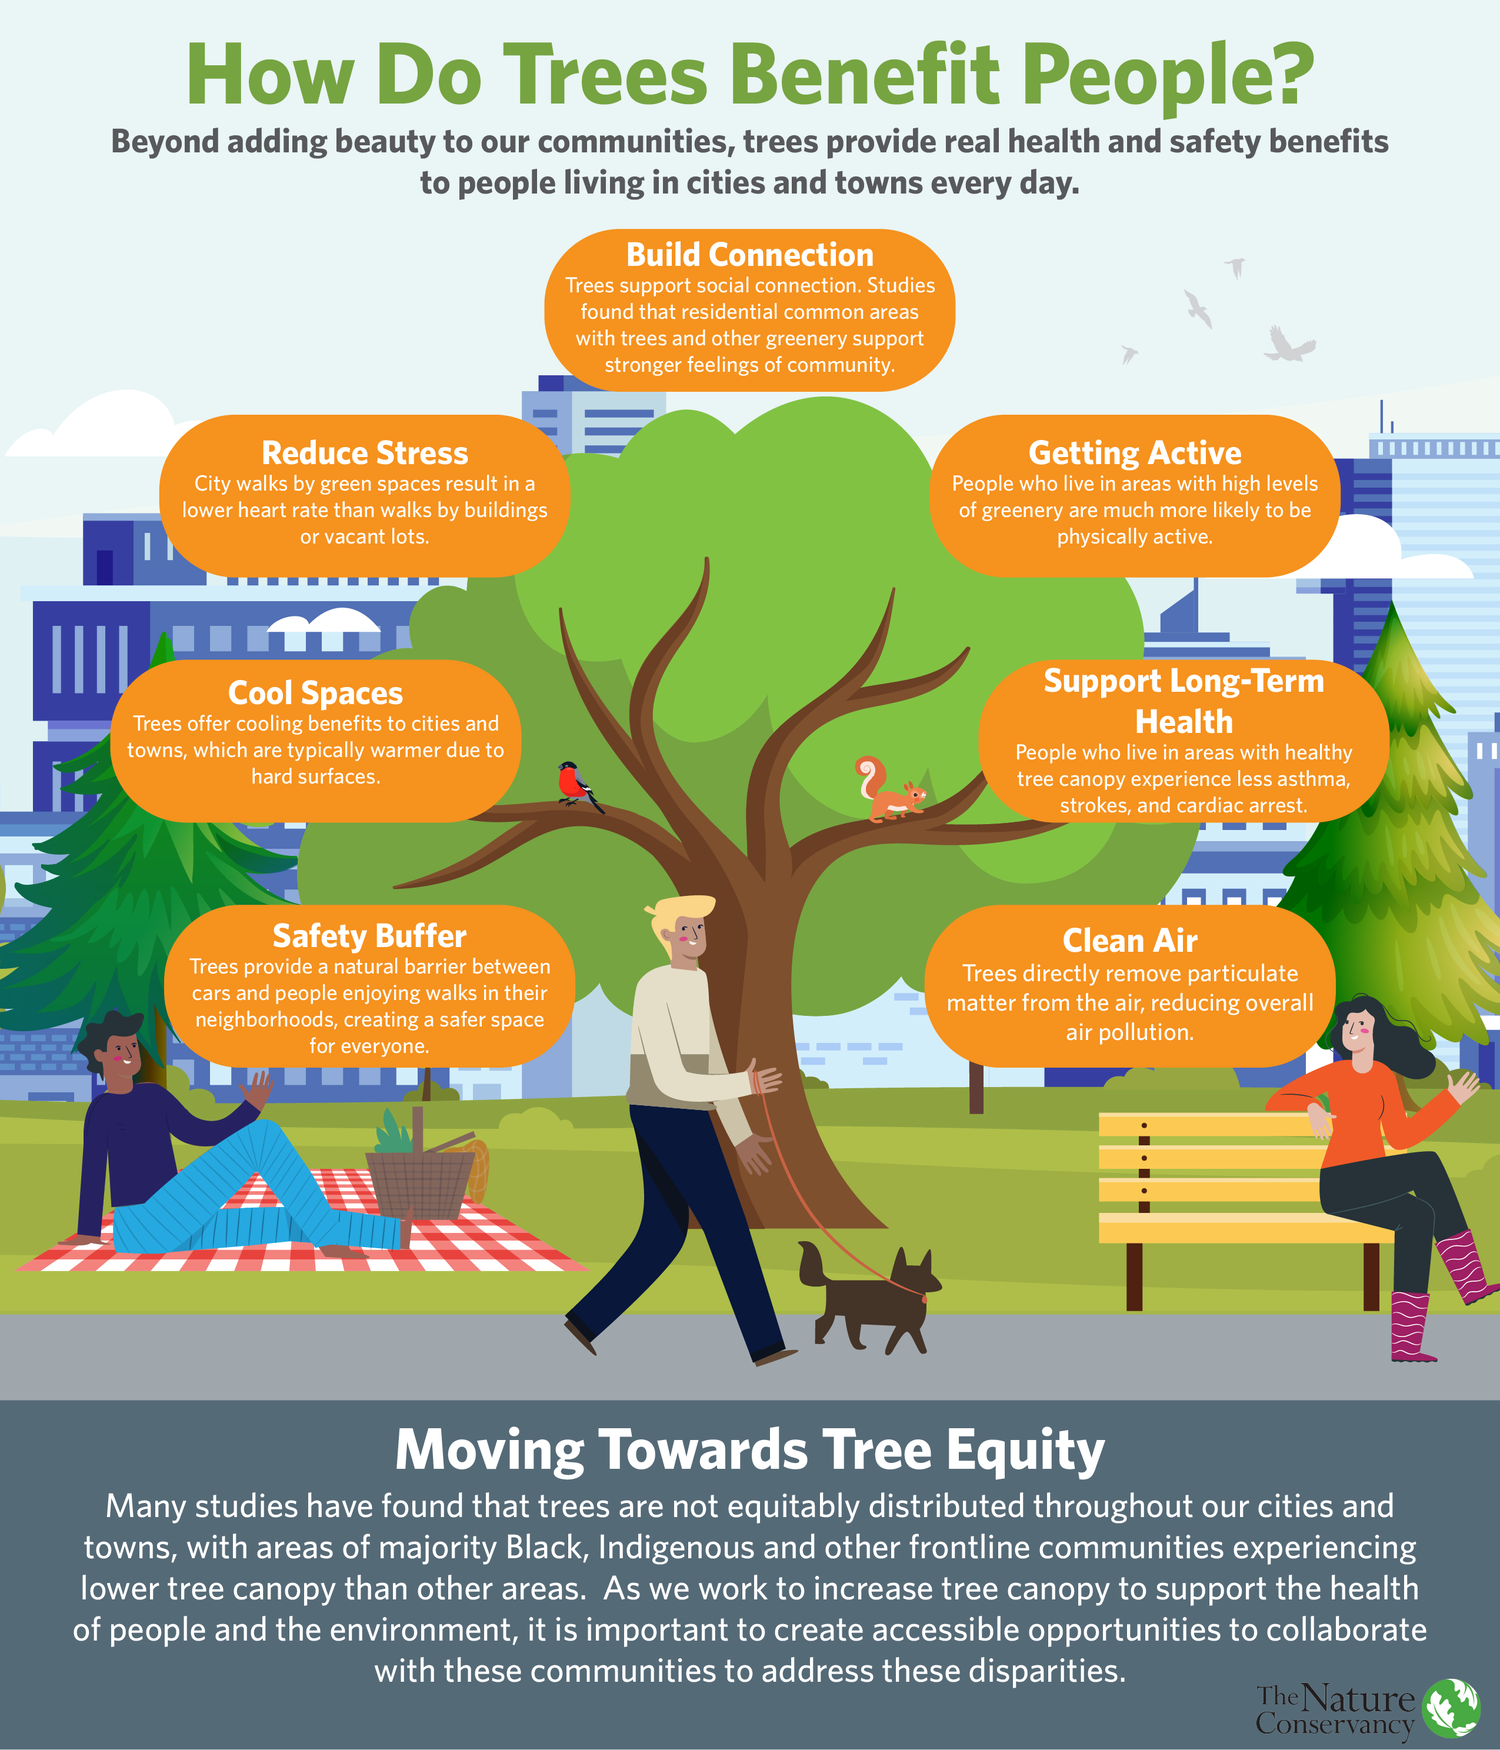 How Do Trees Benefit People?
Beyond adding beauty to our communities, trees provide real health and safety benefits
to people living in cities and towns every day.
Build Connection
Trees support social connection. Studies
found that residential common areas
with trees and other greenery support
stronger feelings of community.
Reduce Stress
City walks by green spaces result in a
lower heart rate than walks by buildings
or vacant lots.
Getting Active
People who live in areas with high levels
of greenery are much more likely to be
physically active.
Cool Spaces
Trees offer cooling benefits to cities and
towns, which are typically warmer due to
hard surfaces.
Support Long-Term
Health
People who live in areas with healthy
tree canopy experience less asthma,
strokes, and cardiac arrest.
Safety Buffer
Trees provide a natural barrier between
cars and people enjoying walks in their
neighborhoods, creating a safer space
for everyone.
Clean Air
Trees directly remove particulate
matter from the air, reducing overall
air pollution.
Moving Towards Tree Equity
Many studies have found that trees are not equitably distributed throughout our cities and
towns, with areas of majority Black, Indigenous and other frontline communities experiencing
lower tree canopy than other areas.  As we work to increase tree canopy to support the health
of people and the environment, it is important to create accessible opportunities to collaborate
with these communities to address these disparities.
The Nature
Conservancy